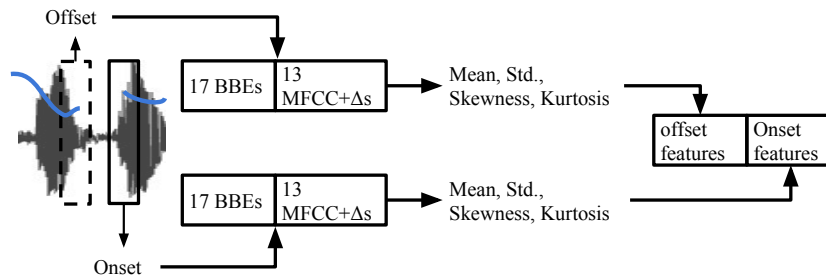 Offset
17 BBEs
13
MFCC+Δs
Mean, Std.,
Skewness, Kurtosis
offset
features
Onset
features
17 BBEs
13
MFCC+Δs
Mean, Std.,
Skewness, Kurtosis
Onset